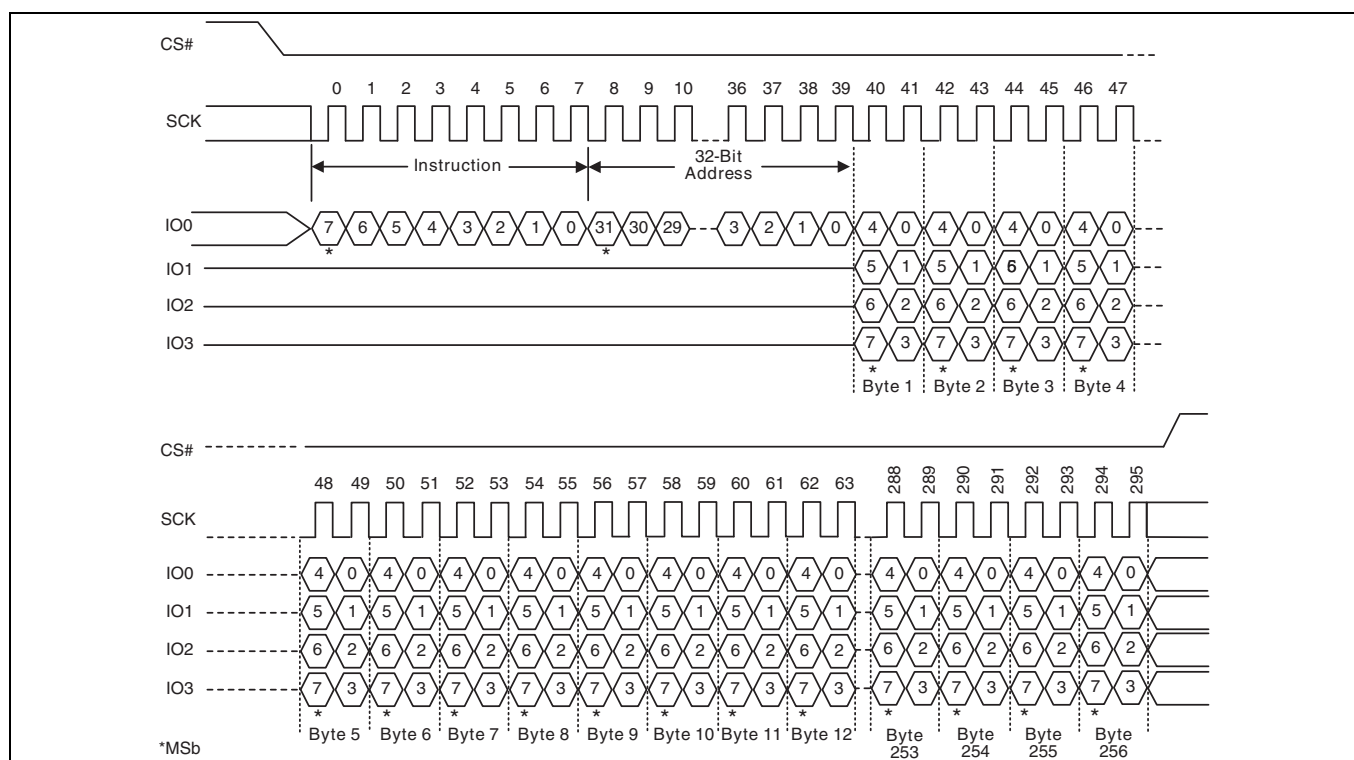 CS#
0 1 2 3 4 5 6 7 8 9 10 36 37 38 39 40 41 42 43 44 45 46 47
SCK
Instruction
32-Bit
Address
IO0 7 6 5 4 3 2 1 0 31 30 29 3 2 1 0 4 0 4 0 4 0 4 0
* *
IO1 5 1 5 1 1 5 1
IO2 6 2 6 2 6 2 6 2
IO3 7 3 7 3 7 3 7 3
* * * *
Byte 1 Byte 2 Byte 3 Byte 4
CS#
48 49 50 51 52 53 54 55 56 57 58 59 60 61 62 63 288 289 290 291 292 293 294 295
SCK
IO0 4 0 4 0 4 0 4 0 4 0 4 0 4 0 4 0 4 0 4 0 4 0 4 0
IO1 5 1 5 1 5 1 5 1 5 1 5 1 5 1 5 1 5 1 5 1 5 1 5 1
IO2 6 2 6 2 6 2 6 2 6 2 6 2 6 2 6 2 6 2 6 2 6 2 6 2
IO3 7 3 7 3 7 3 7 3 7 3 7 3 7 3 7 3 7 3 7 3 7 3 7 3
* * * * * * * * * * * *
Byte 5 Byte 6 Byte 7 Byte 8 Byte 9 Byte 10 Byte 11 Byte 12 Byte 253 Byte 254 Byte 255 Byte 256
*MSb